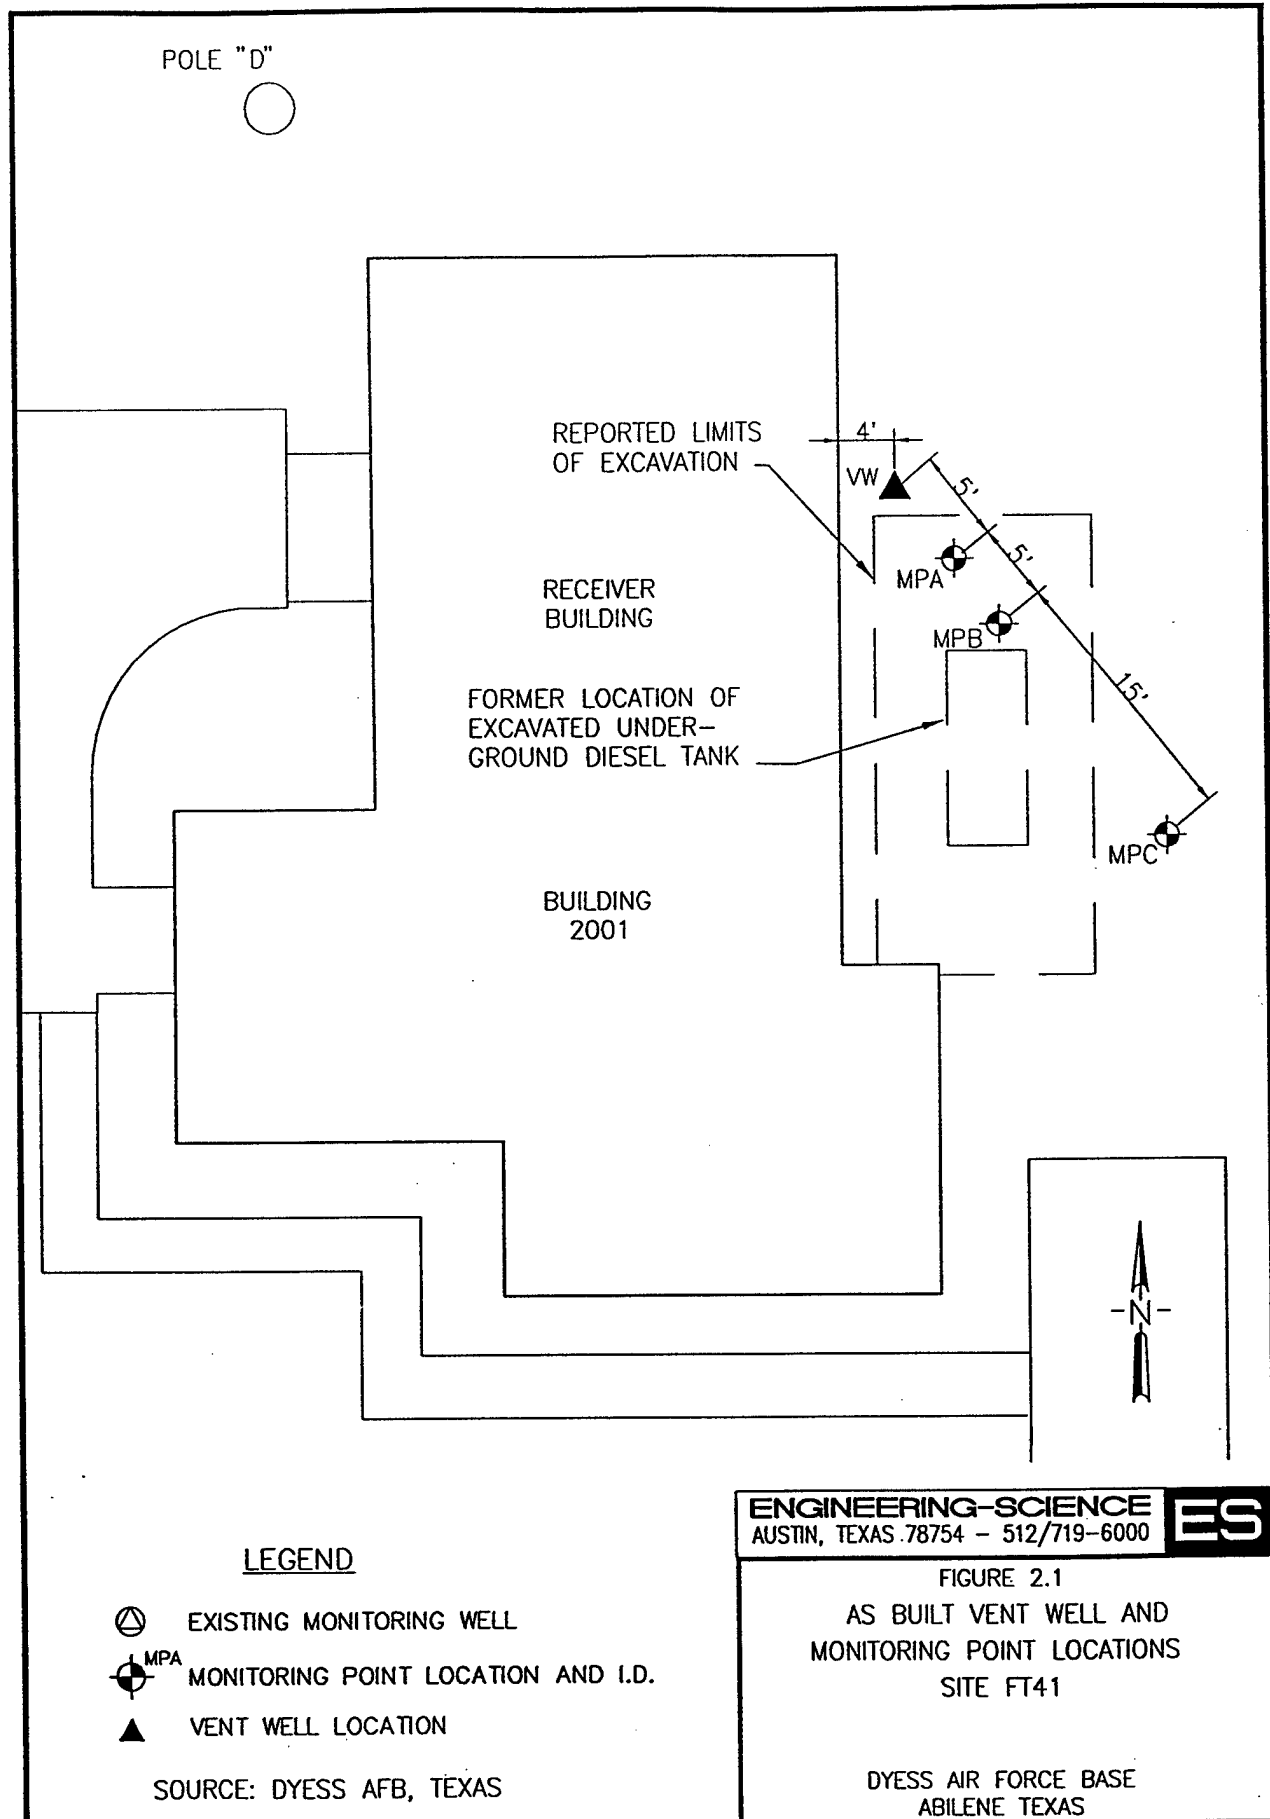 POLE "D"
REPORTED LIMITS
OF EXCAVATION
4'
VW
5'
5'
MPA
MPB
15'
MPC
RECEIVER
BUILDING
FORMER LOCATION OF
EXCAVATED UNDER-
GROUND DIESEL TANK
BUILDING
2001
-N-
LEGEND
EXISTING MONITORING WELL
MPA MONITORING POINT LOCATION AND I.D.
VENT WELL LOCATION
SOURCE: DYESS AFB, TEXAS
ENGINEERING-SCIENCE
AUSTIN, TEXAS 78754 - 512/719-6000
ES
FIGURE 2.1
AS BUILT VENT WELL AND
MONITORING POINT LOCATIONS
SITE FT41
DYESS AIR FORCE BASE
ABILENE TEXAS